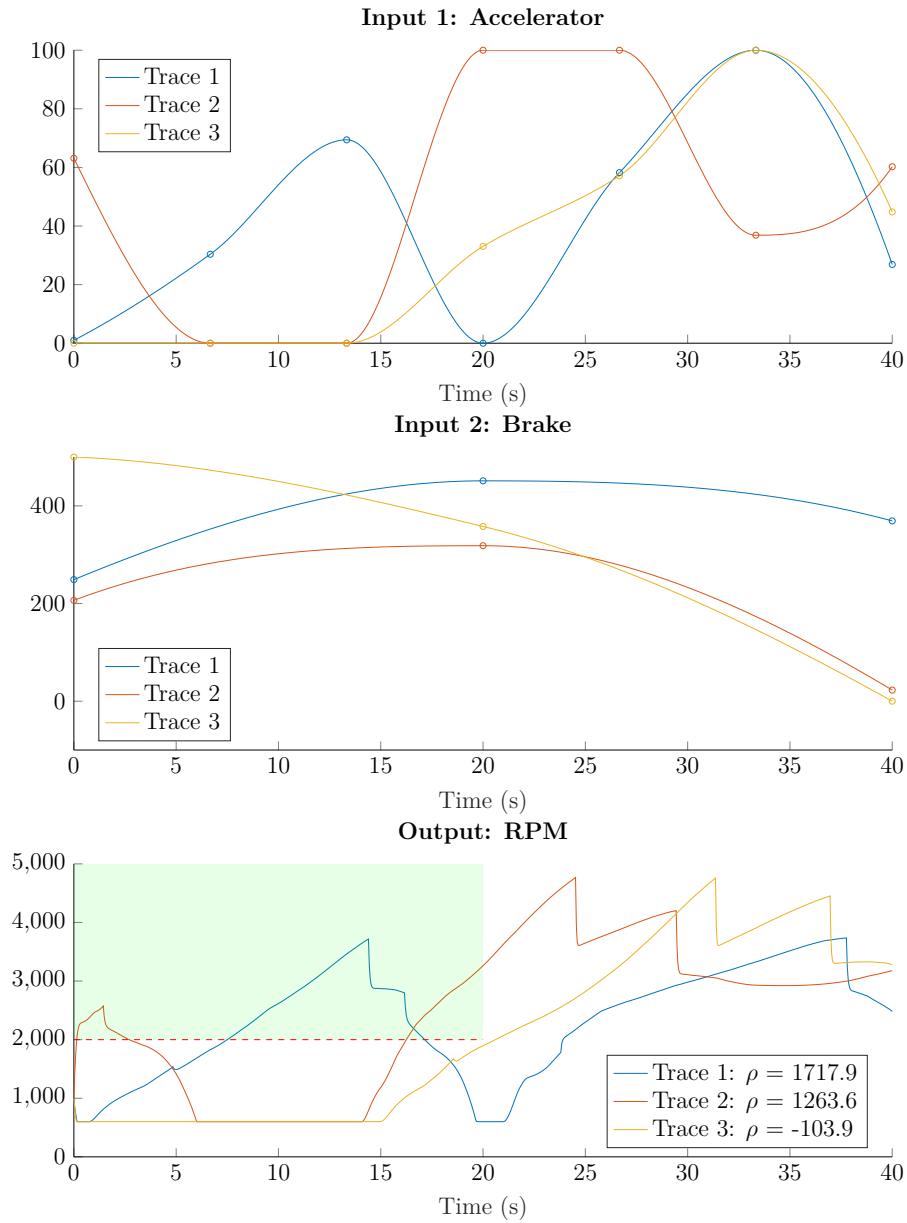 Input 1: Accelerator
100
80
60
40
20
0
Trace 1
Trace 2
Trace 3
0 5 10 15 20 25 30 35 40
Time (s)
Input 2: Brake
400
200
0
Trace 1
Trace 2
Trace 3
0 5 10 15 20 25 30 35 40
Time (s)
Output: RPM
5,000
4,000
3,000
2,000
1,000
0
Trace 1: ρ = 1717.9
Trace 2: ρ = 1263.6
Trace 3: ρ = -103.9
0 5 10 15 20 25 30 35 40
Time (s)